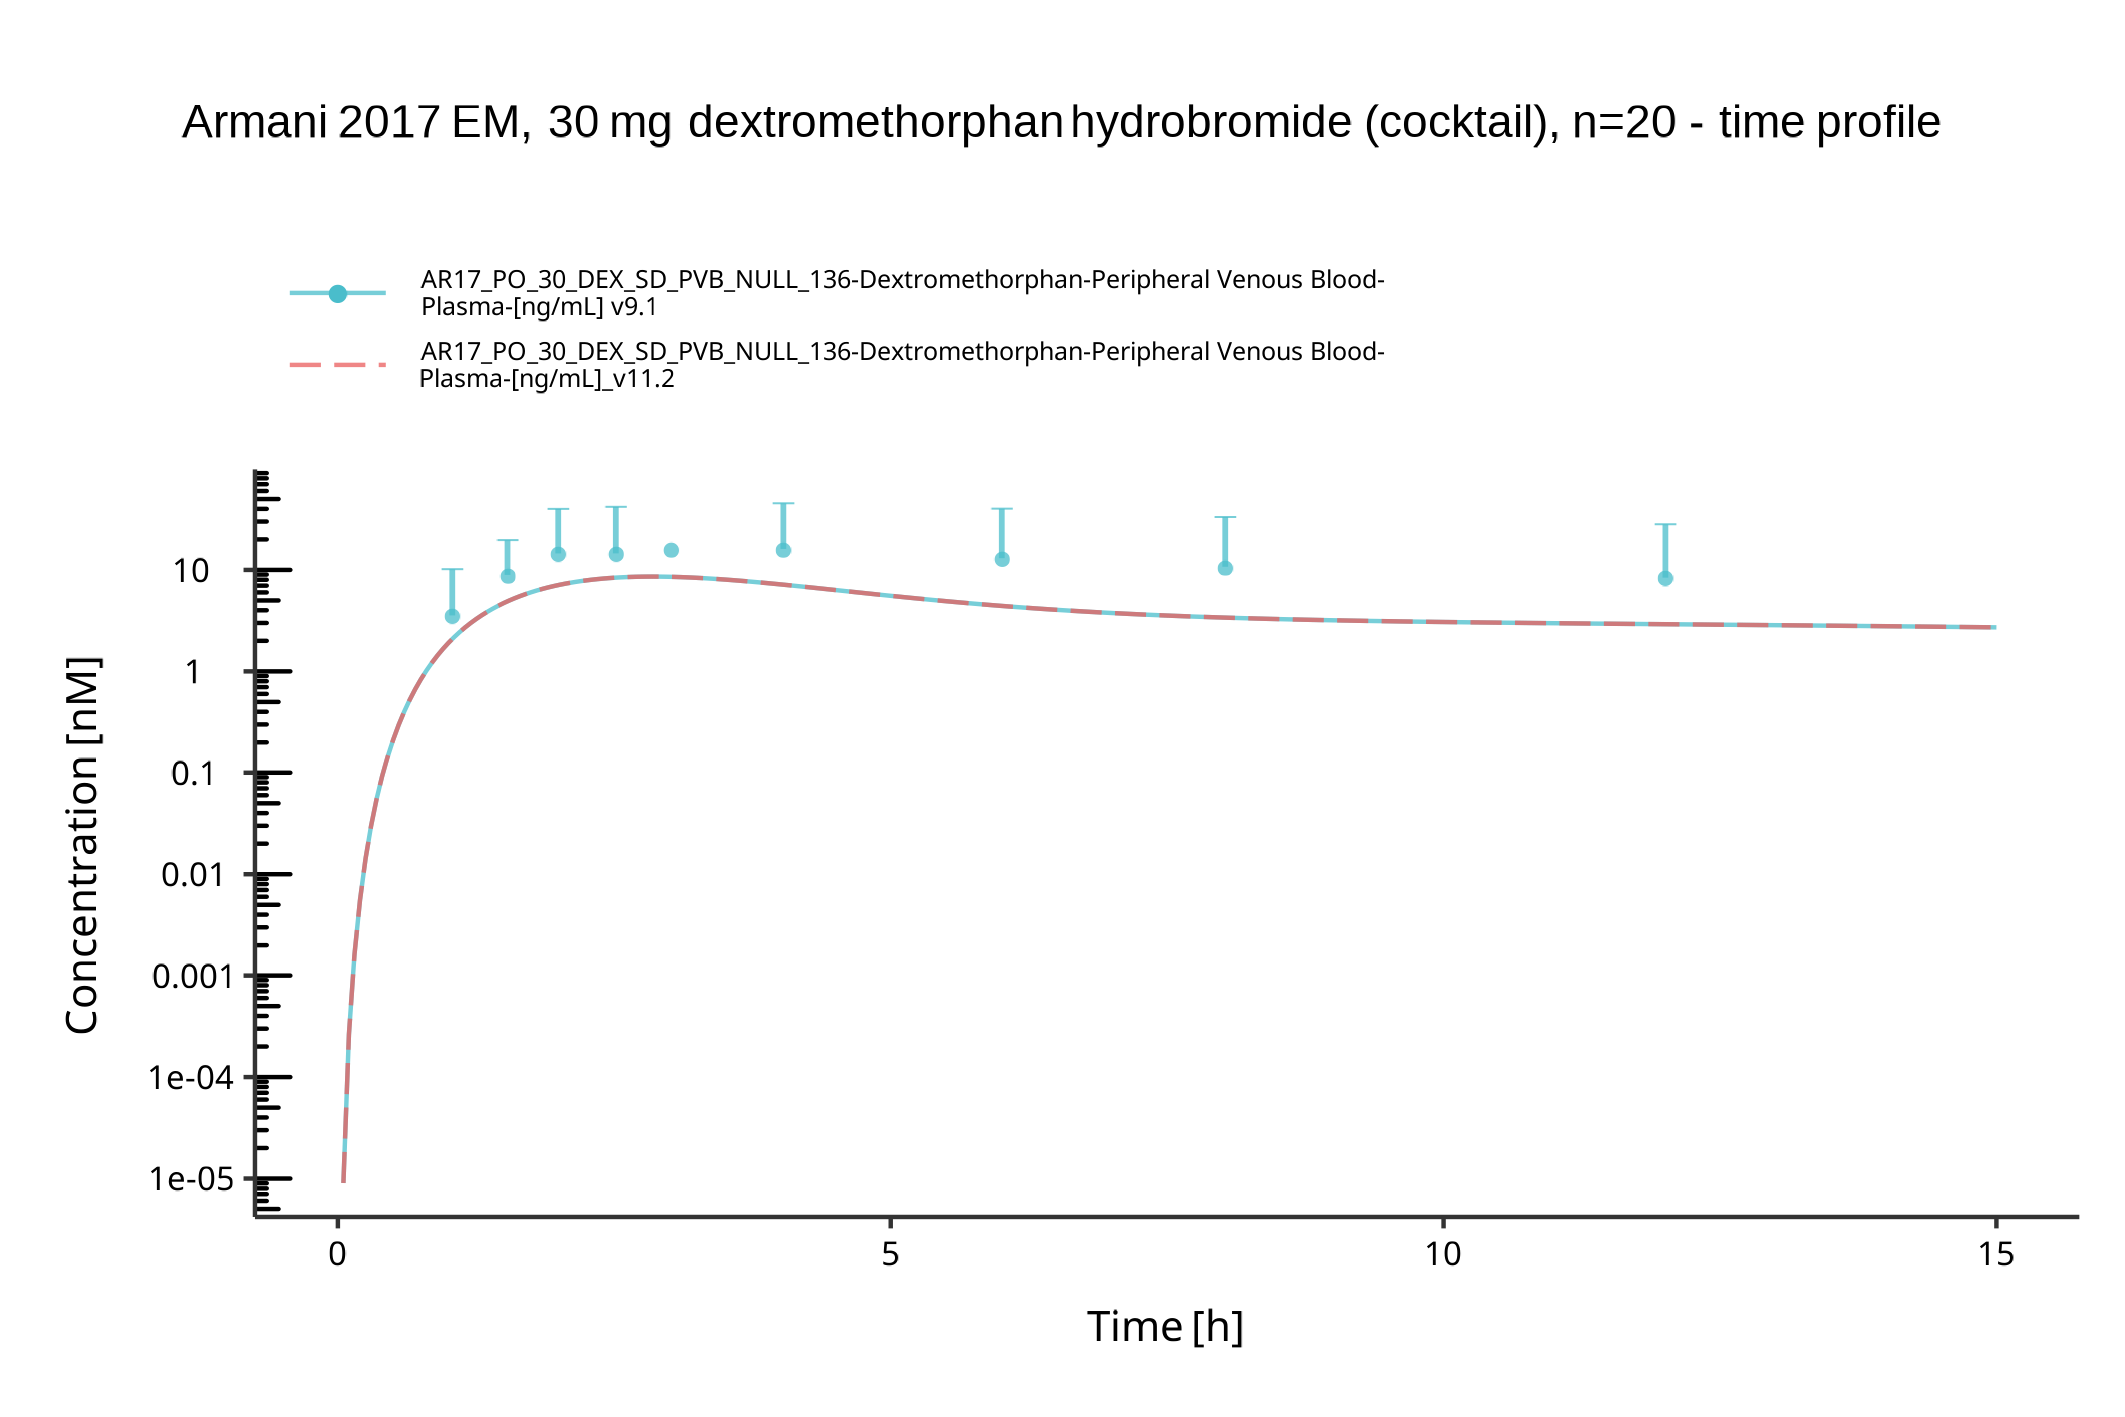 Armani 2017 EM, 30 mg dextromethorphan hydrobromide (cocktail), n=20 - time profile
AR17_PO_30_DEX_SD_PVB_NULL_136-Dextromethorphan-Peripheral Venous Blood-
Plasma-[ng/mL] v9.1
AR17_PO_30_DEX_SD_PVB_NULL_136-Dextromethorphan-Peripheral Venous Blood-
Plasma-[ng/mL]_v11.2
Concentration [nM]
10
1
0.1
0.01
0.001
1e-04
1e-05
0 5 10 15
Time [h]